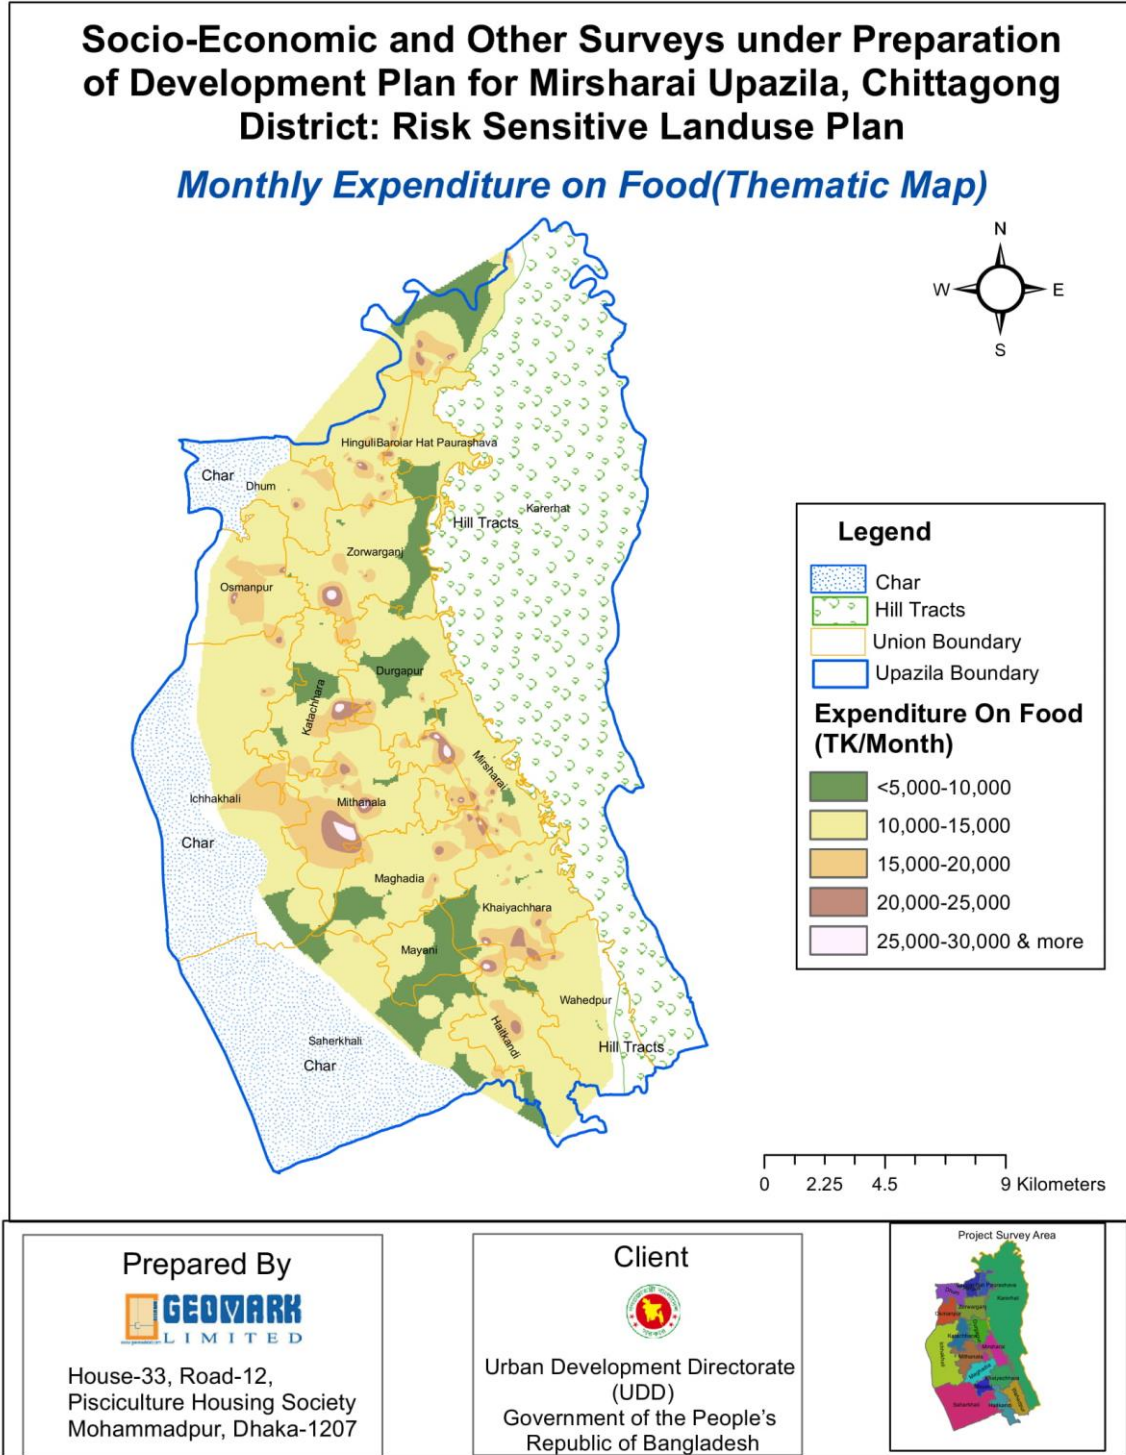 Socio-Economic and Other Surveys under Preparation
of Development Plan for Mirsharai Upazila, Chittagong
District: Risk Sensitive Landuse Plan
Monthly Expenditure on Food(Thematic Map)
N
W
E
S
HinguliBaroiar Hat Paurashava
Char
Dhum
Karerhat
Hill Tracts
Zorwarganj
Osmanpur
Durgapur
Katachhara
Mirsharai
Ichhakhali
Mithanala
Char
Maghadia
Khaiyachhara
Mayani
Wahedpur
Haitkandi
Saherkhali
Hill Tracts
Char
Legend
Char
Hill Tracts
Union Boundary
Upazila Boundary
Expenditure On Food
(TK/Month)
<5,000-10,000
10,000-15,000
15,000-20,000
20,000-25,000
25,000-30,000 & more
0 2.25 4.5 9 Kilometers
Prepared By
GEOMARK
LIMITED
House-33, Road-12,
Pisciculture Housing Society
Mohammadpur, Dhaka-1207
Client
Urban Development Directorate
(UDD)
Government of the People's
Republic of Bangladesh
Project Survey Area
Karerhat
Zorwarganj
Mithanala
Maghadia
Saherkhali